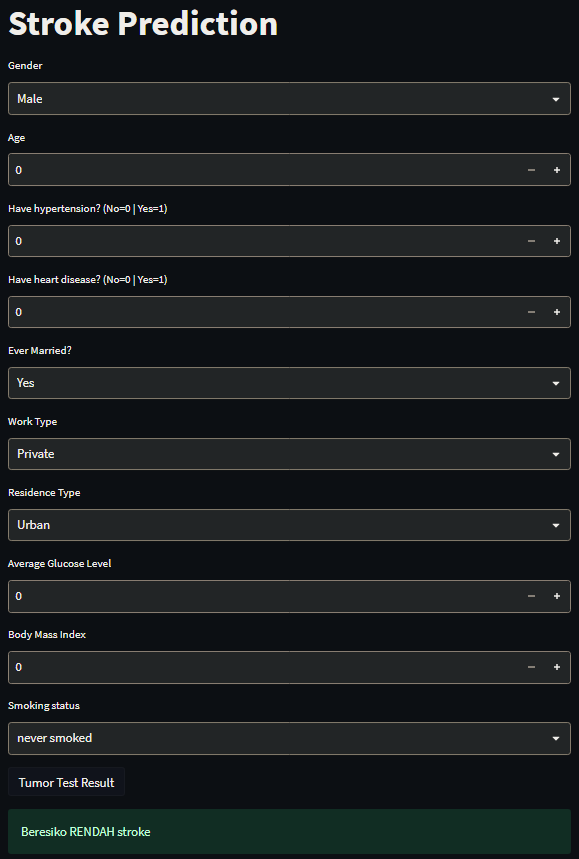 Stroke Prediction
Gender
Male
Age
0
Have hypertension? (No=0 | Yes=1)
0
Have heart disease? (No=0 | Yes=1)
0
Ever Married?
Yes
Work Type
Private
Residence Type
Urban
Average Glucose Level
0
Body Mass Index
0
Smoking status
never smoked
Tumor Test Result
Beresiko RENDAH stroke